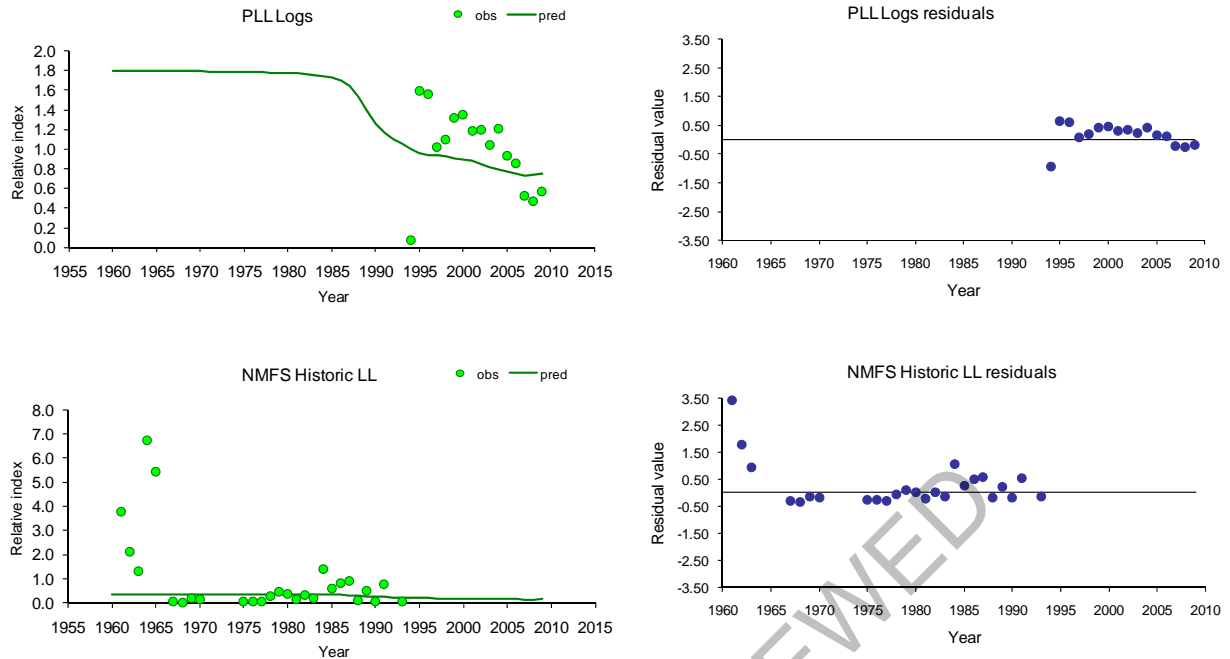 PLL Logs
obs
pred
2.0
1.8
1.6
1.4
1.2
1.0
0.8
0.6
0.4
0.2
0.0
Relative index
1955 1960 1965 1970 1975 1980 1985 1990 1995 2000 2005 2010 2015
Year
PLL Logs residuals
3.50
2.50
1.50
0.50
-0.50
-1.50
-2.50
-3.50
Residual value
1960 1965 1970 1975 1980 1985 1990 1995 2000 2005 2010
Year
NMFS Historic LL
obs
pred
8.0
7.0
6.0
5.0
4.0
3.0
2.0
1.0
0.0
Relative index
1955 1960 1965 1970 1975 1980 1985 1990 1995 2000 2005 2010 2015
Year
NMFS Historic LL residuals
3.50
2.50
1.50
0.50
-0.50
-1.50
-2.50
-3.50
Residual value
1960 1965 1970 1975 1980 1985 1990 1995 2000 2005 2010
Year